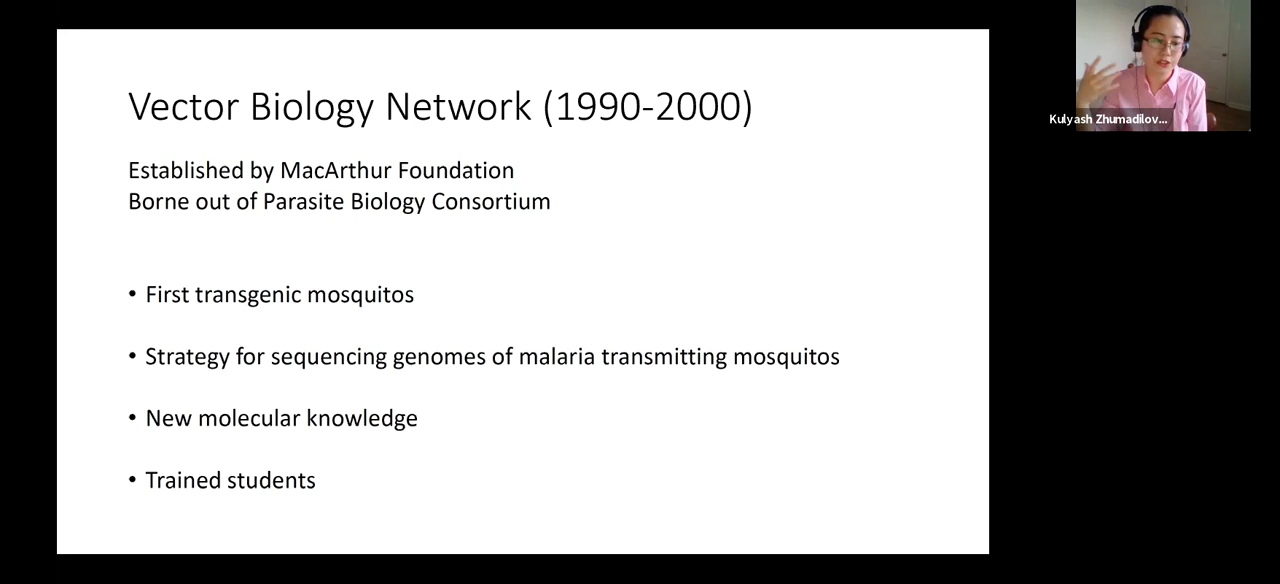 Vector Biology Network (1990-2000)
Established by MacArthur Foundation
Borne out of Parasite Biology Consortium
• First transgenic mosquitos
• Strategy for sequencing genomes of malaria transmitting mosquitos
• New molecular knowledge
• Trained students
Kulyash Zhumadilov...